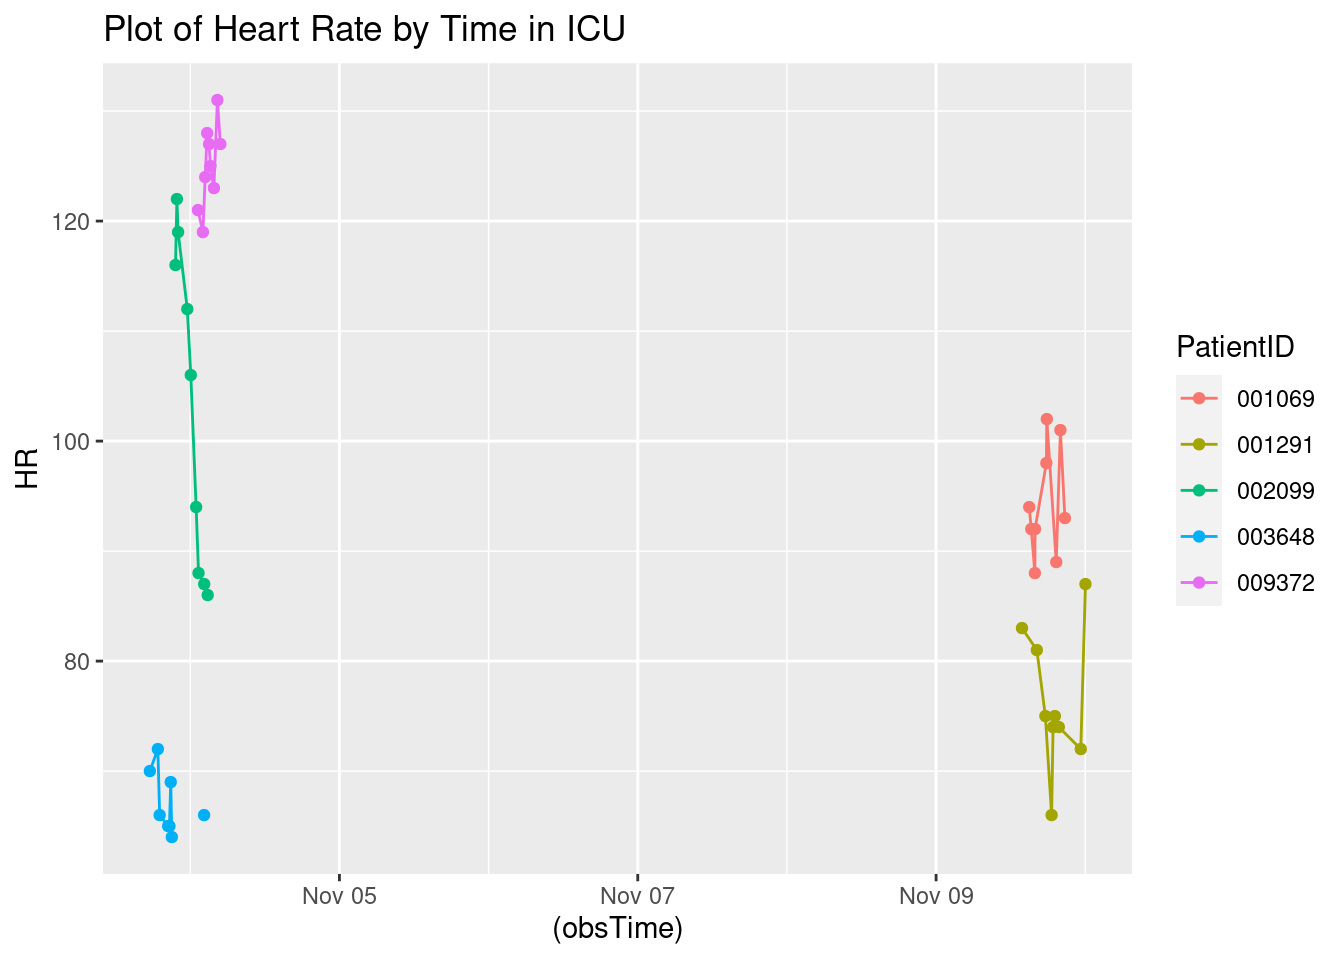 Plot of Heart Rate by Time in ICU
HR
120
100
80
Nov 05
Nov 07
Nov 09
(obsTime)
PatientID
001069
001291
002099
003648
009372